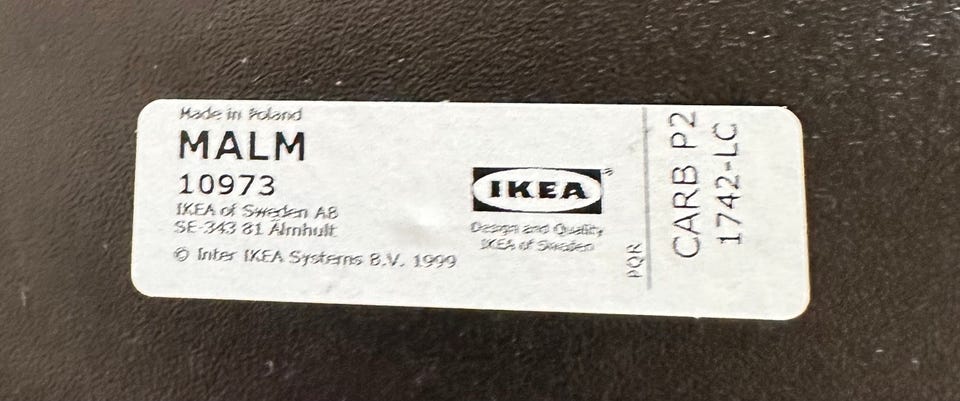 Made in Poland
MALM
10973
IKEA of Sweden AB
SE-343 81 Älmhult
© Inter IKEA Systems B.V. 1999
IKEA®
Design and Quality
IKEA of Sweden
PQR
CARB P2
1742-LC